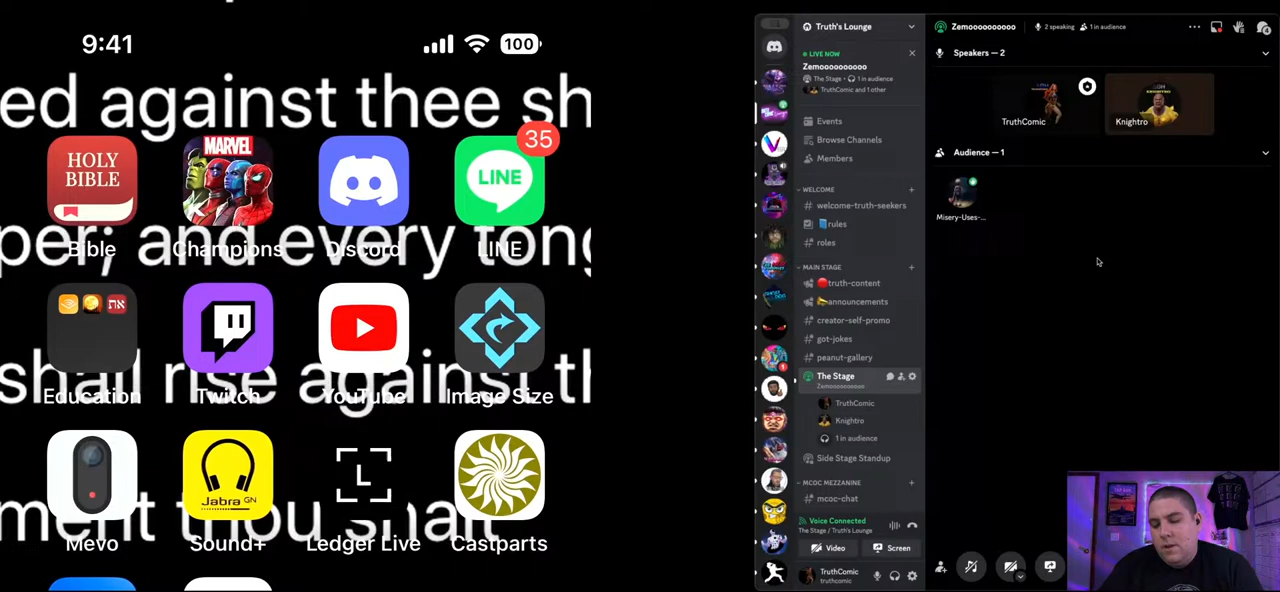 9:41
100
ed against thee sh
35
HOLY
BIBLE
MARVEL
LINE
Bible
Champions
Discord
LINE
per; and every tong
Education
Twitch
YouTube
Image Size
shall rise against th
Jabra GN
Mevo
Sound+
Ledger Live
Castparts
ment thou shalt
Truth's Lounge
LIVE NOW
Zemoooooooooo
The Stage • 1 in audience
TruthComic and 1 other
Events
Browse Channels
Members
WELCOME
welcome-truth-seekers
rules
roles
MAIN STAGE
truth-content
announcements
creator-self-promo
got-jokes
peanut-gallery
The Stage
Zemoooooooooo
TruthComic
Knightro
1 in audience
Side Stage Standup
MCOC MEZZANINE
mcoc-chat
Voice Connected
The Stage / Truth's Lounge
Video
Screen
TruthComic
truthcomic
Zemoooooooooo
2 speaking
1 in audience
Speakers — 2
TruthComic
Knightro
Audience — 1
Misery-Uses-...